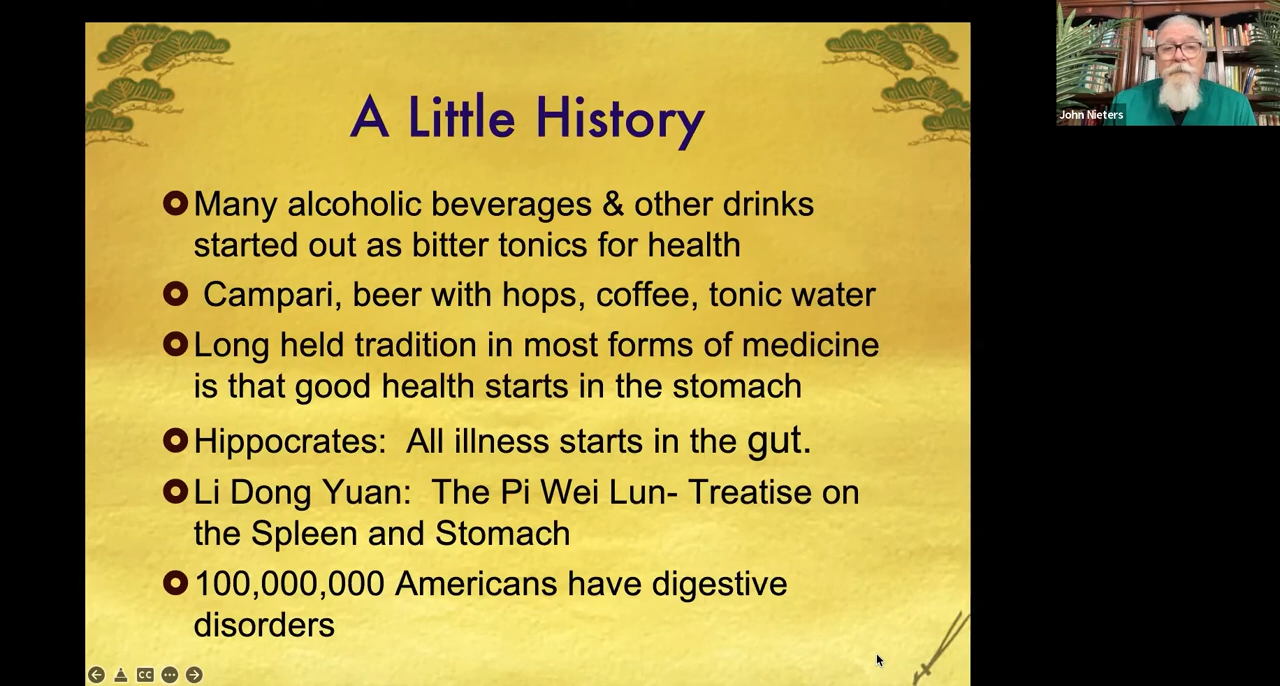 A Little History
Many alcoholic beverages & other drinks
started out as bitter tonics for health
Campari, beer with hops, coffee, tonic water
Long held tradition in most forms of medicine
is that good health starts in the stomach
Hippocrates: All illness starts in the gut.
Li Dong Yuan: The Pi Wei Lun- Treatise on
the Spleen and Stomach
100,000,000 Americans have digestive
disorders
CC
John Nieters